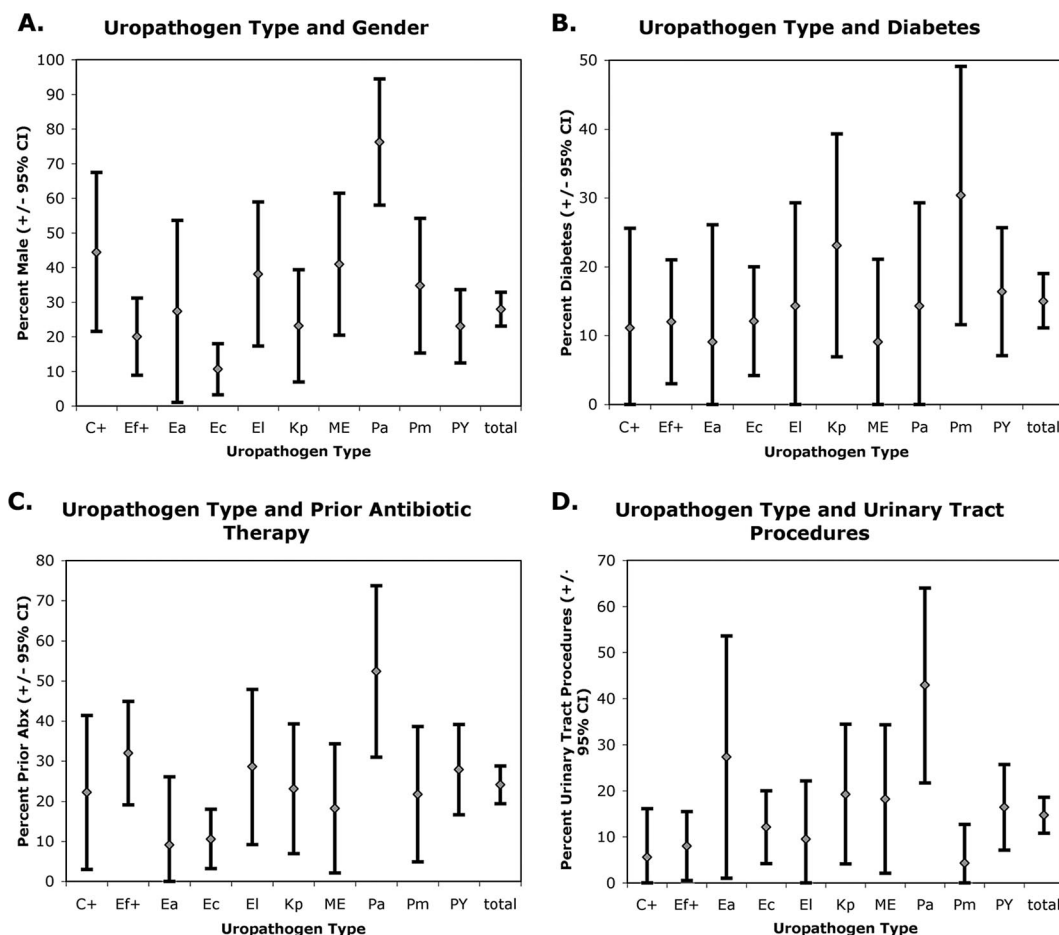 A. Uropathogen Type and Gender
Percent Male (+/- 95% CI)
100
90
80
70
60
50
40
30
20
10
0
C+ Ef+ Ea Ec El Kp ME Pa Pm PY total
Uropathogen Type
B. Uropathogen Type and Diabetes
Percent Diabetes (+/- 95% CI)
50
40
30
20
10
0
C+ Ef+ Ea Ec El Kp ME Pa Pm PY total
Uropathogen Type
C. Uropathogen Type and Prior Antibiotic
Therapy
Percent Prior Abx (+/- 95% CI)
80
70
60
50
40
30
20
10
0
C+ Ef+ Ea Ec El Kp ME Pa Pm PY total
Uropathogen Type
D. Uropathogen Type and Urinary Tract
Procedures
Percent Urinary Tract Procedures (+/-
95% CI)
70
60
50
40
30
20
10
0
C+ Ef+ Ea Ec El Kp ME Pa Pm PY total
Uropathogen Type